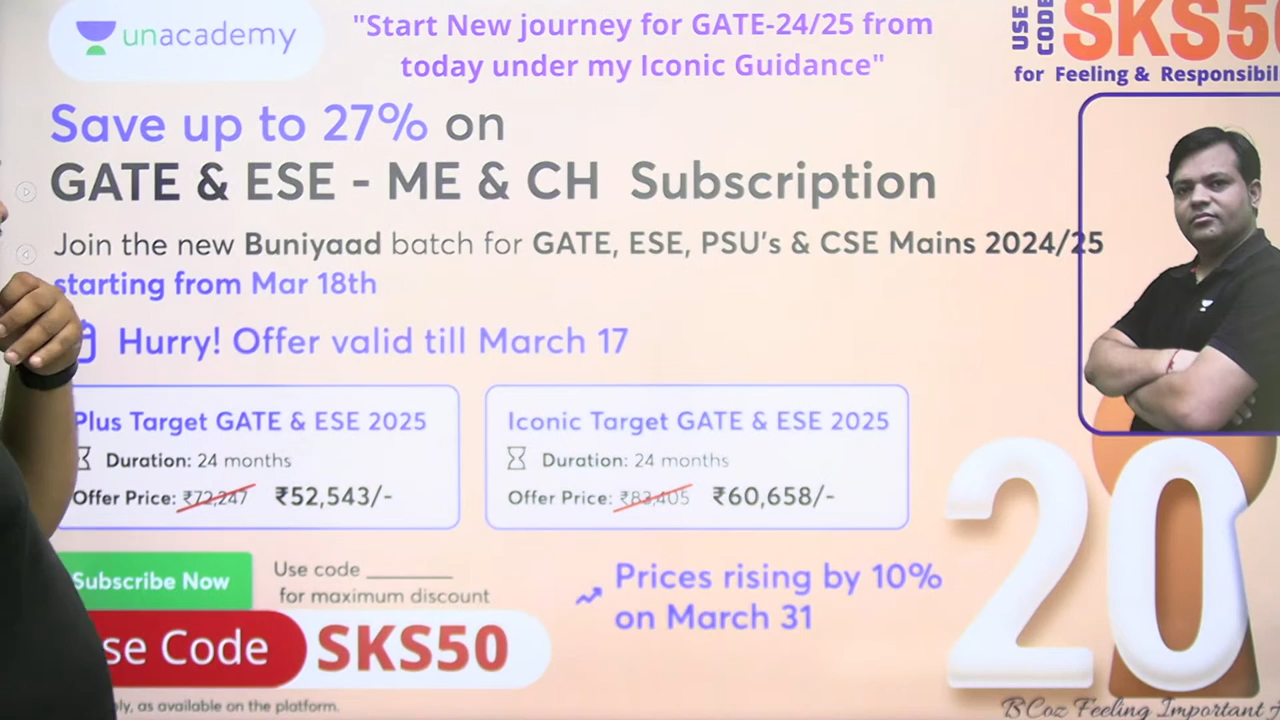 unacademy
"Start New journey for GATE-24/25 from
today under my Iconic Guidance"
USE
CODE
SKS50
for Feeling & Responsibil
Save up to 27% on
GATE & ESE - ME & CH Subscription
Join the new Buniyaad batch for GATE, ESE, PSU's & CSE Mains 2024/25
starting from Mar 18th
Hurry! Offer valid till March 17
Plus Target GATE & ESE 2025
Duration: 24 months
Offer Price: ₹72,247 ₹52,543/-
Iconic Target GATE & ESE 2025
Duration: 24 months
Offer Price: ₹83,405 ₹60,658/-
Subscribe Now
Use code ________
for maximum discount
se Code SKS50
Prices rising by 10%
on March 31
20
ply, as available on the platform.
B'Coz Feeling Important